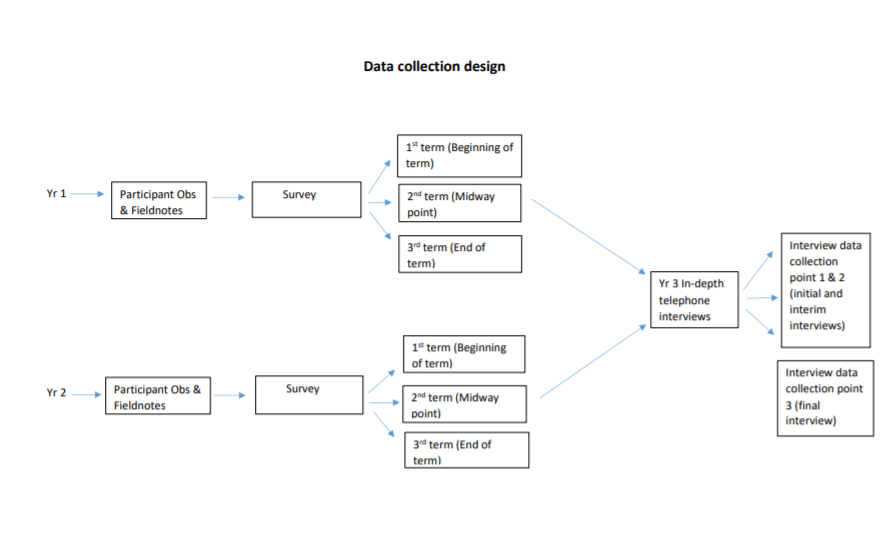 Data collection design
Yr 1
Participant Obs
& Fieldnotes
Survey
1st term (Beginning of
term)
2nd term (Midway
point)
3rd term (End of
term)
Yr 2
Participant Obs &
Fieldnotes
Survey
1st term (Beginning
of term)
2nd term (Midway
point)
3rd term (End of
term)
Yr 3 In-depth
telephone
interviews
Interview data
collection
point 1 & 2
(initial and
interim
interviews)
Interview data
collection point
3 (final
interview)